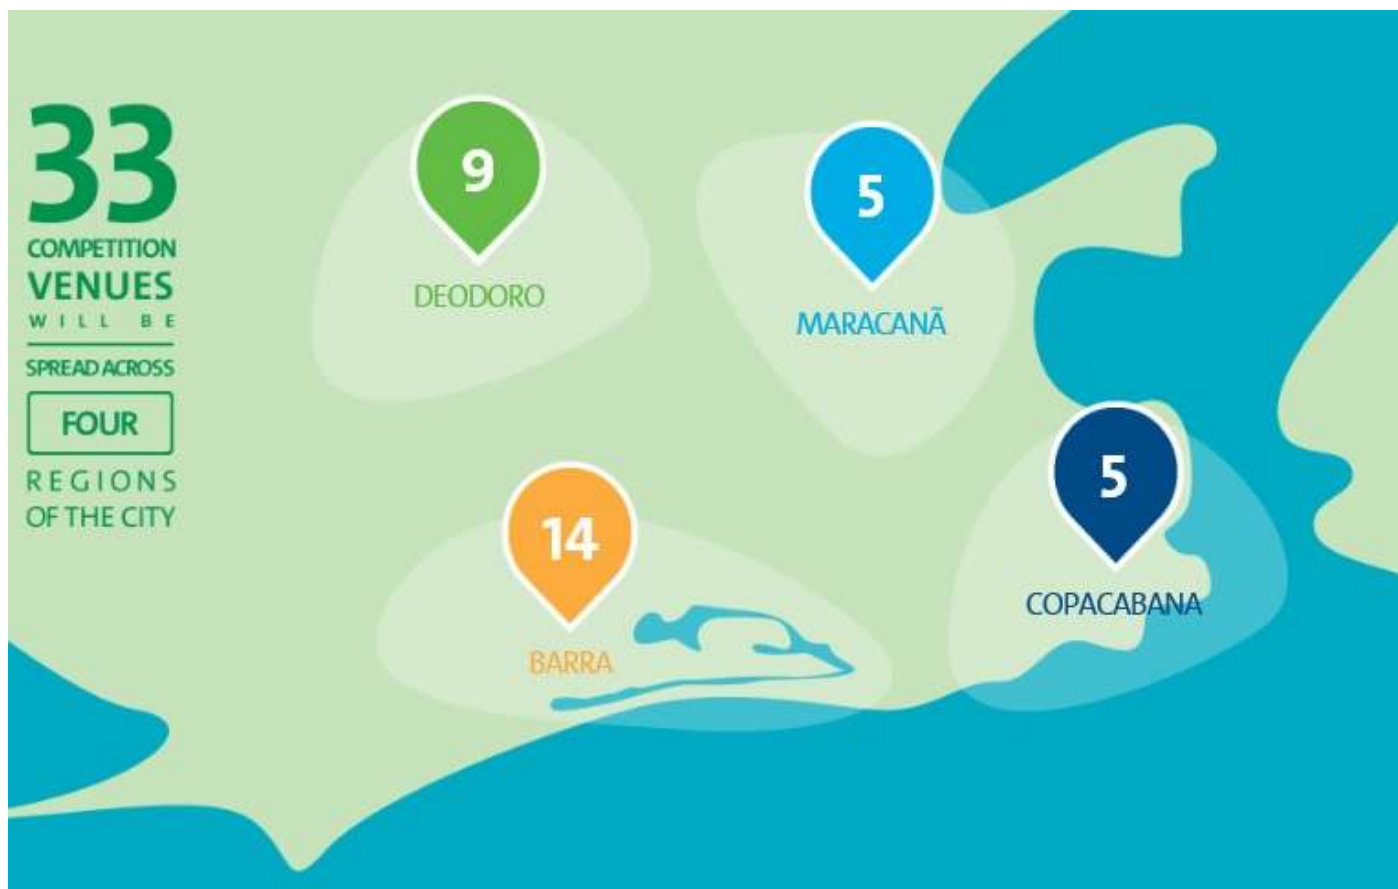 33
COMPETITION
VENUES
WILL BE
SPREAD ACROSS
FOUR
REGIONS
OF THE CITY
9
DEODORO
5
MARACANÃ
14
BARRA
5
COPACABANA